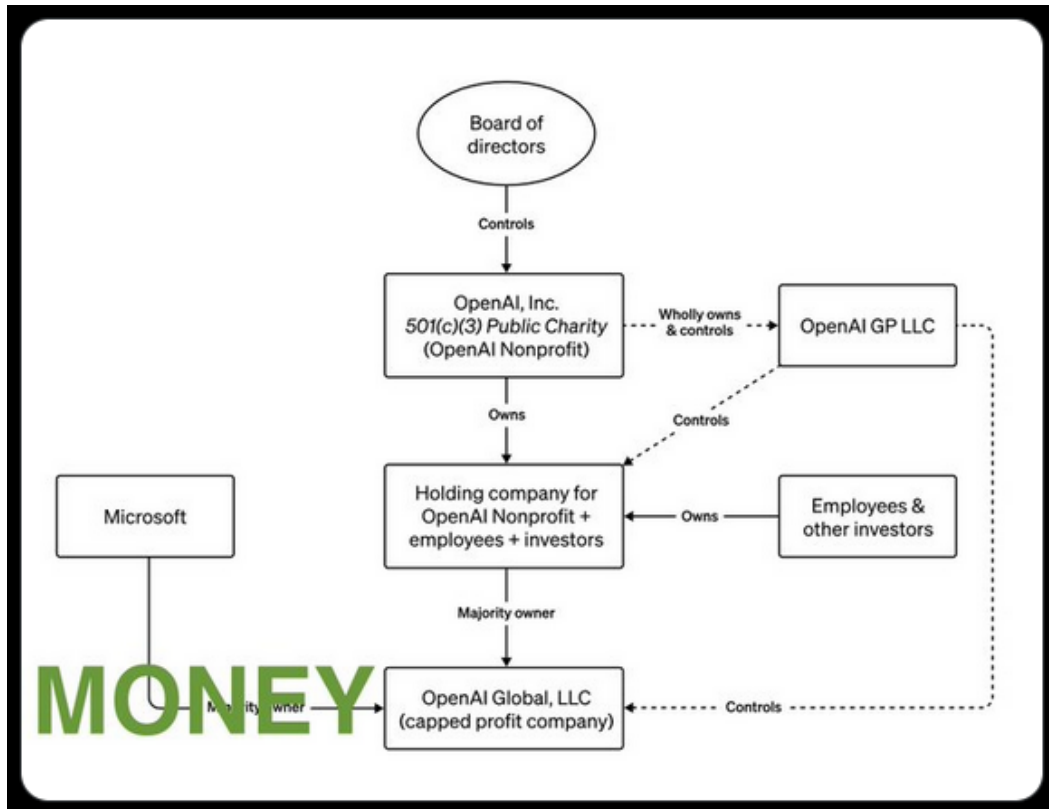 Board of
directors
Controls
OpenAI, Inc.
501(c)(3) Public Charity
(OpenAI Nonprofit)
Wholly owns
& controls
OpenAI GP LLC
Owns
Controls
Microsoft
Holding company for
OpenAI Nonprofit +
employees + investors
Owns
Employees &
other investors
Majority owner
MONEY
owner
OpenAI Global, LLC
(capped profit company)
Controls